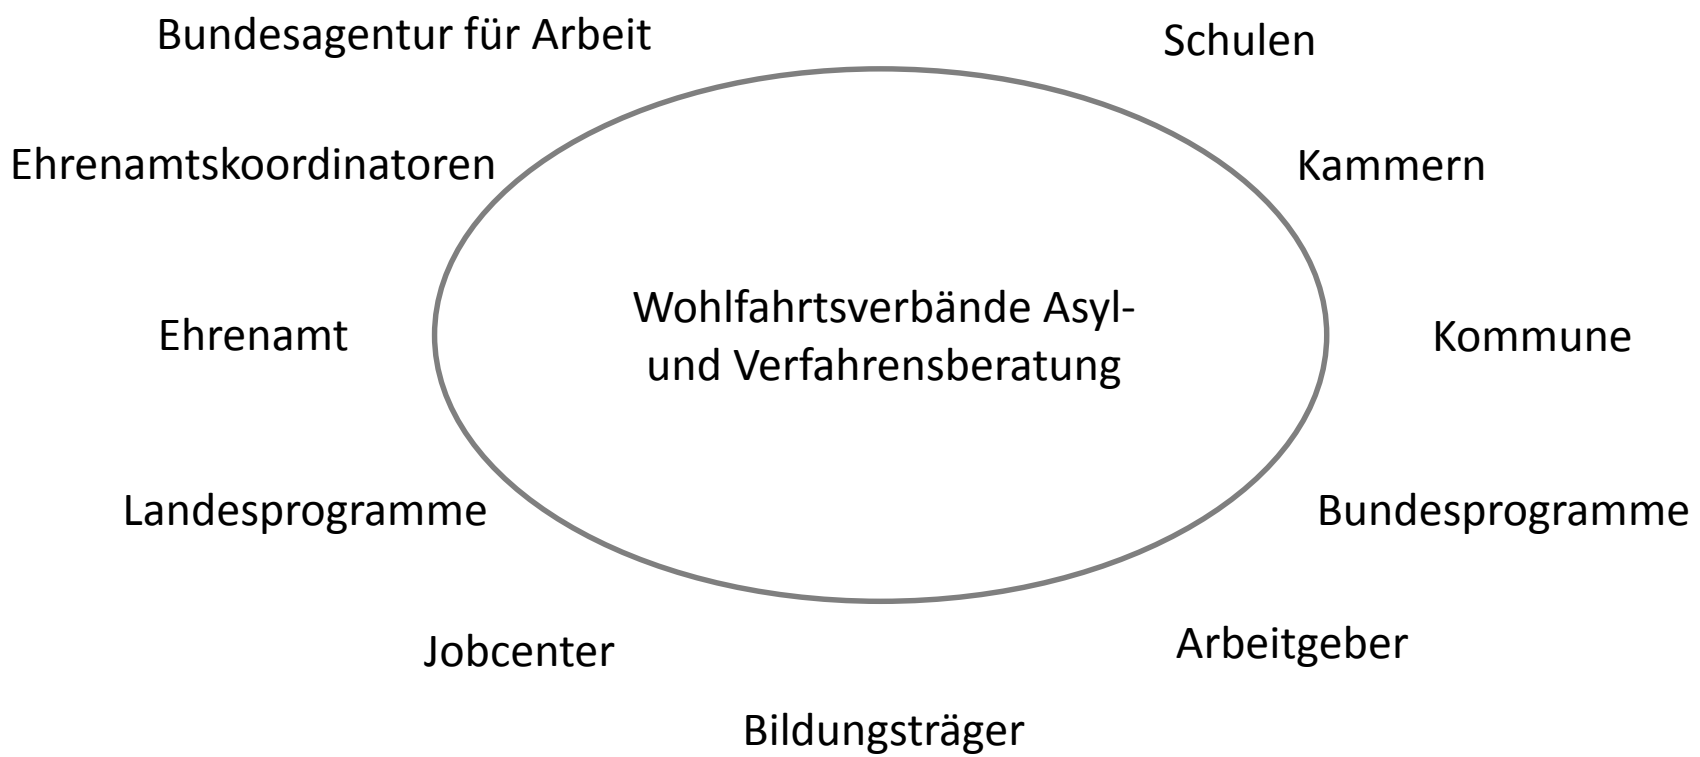 Bundesagentur für Arbeit
Schulen
Ehrenamtskoordinatoren
Kammern
Wohlfahrtsverbände Asyl-
und Verfahrensberatung
Ehrenamt
Kommune
Landesprogramme
Bundesprogramme
Jobcenter
Arbeitgeber
Bildungsträger